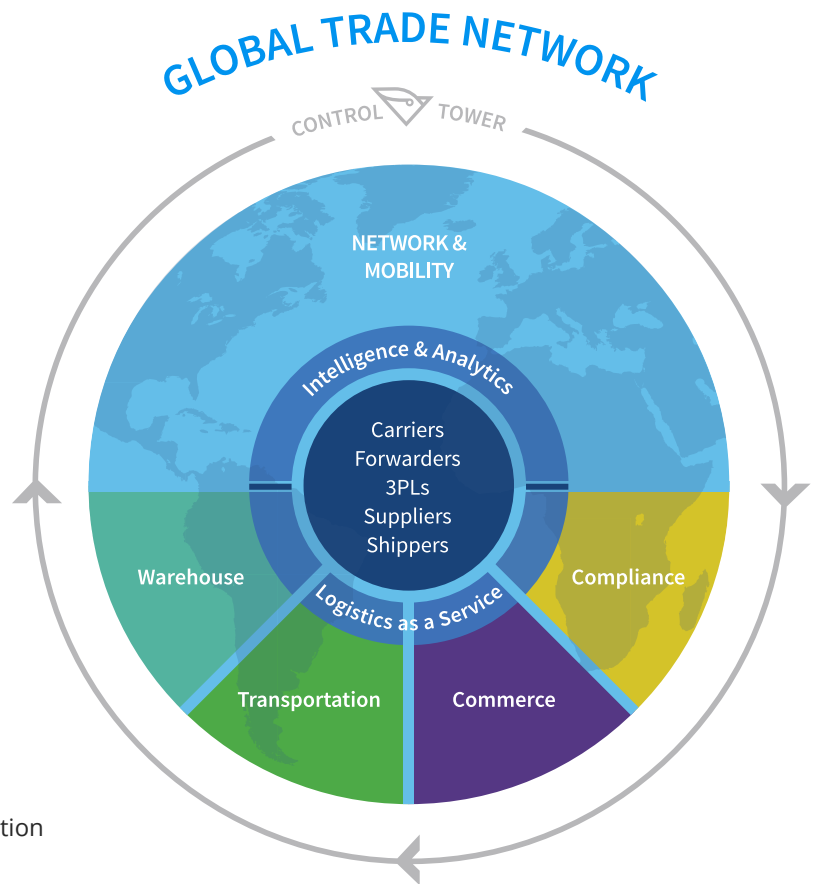 GLOBAL TRADE NETWORK
CONTROL TOWER
NETWORK &
MOBILITY
Intelligence & Analytics
Carriers
Forwarders
3PLs
Suppliers
Shippers
Warehouse
Compliance
Logistics as a Service
Transportation
Commerce
tion